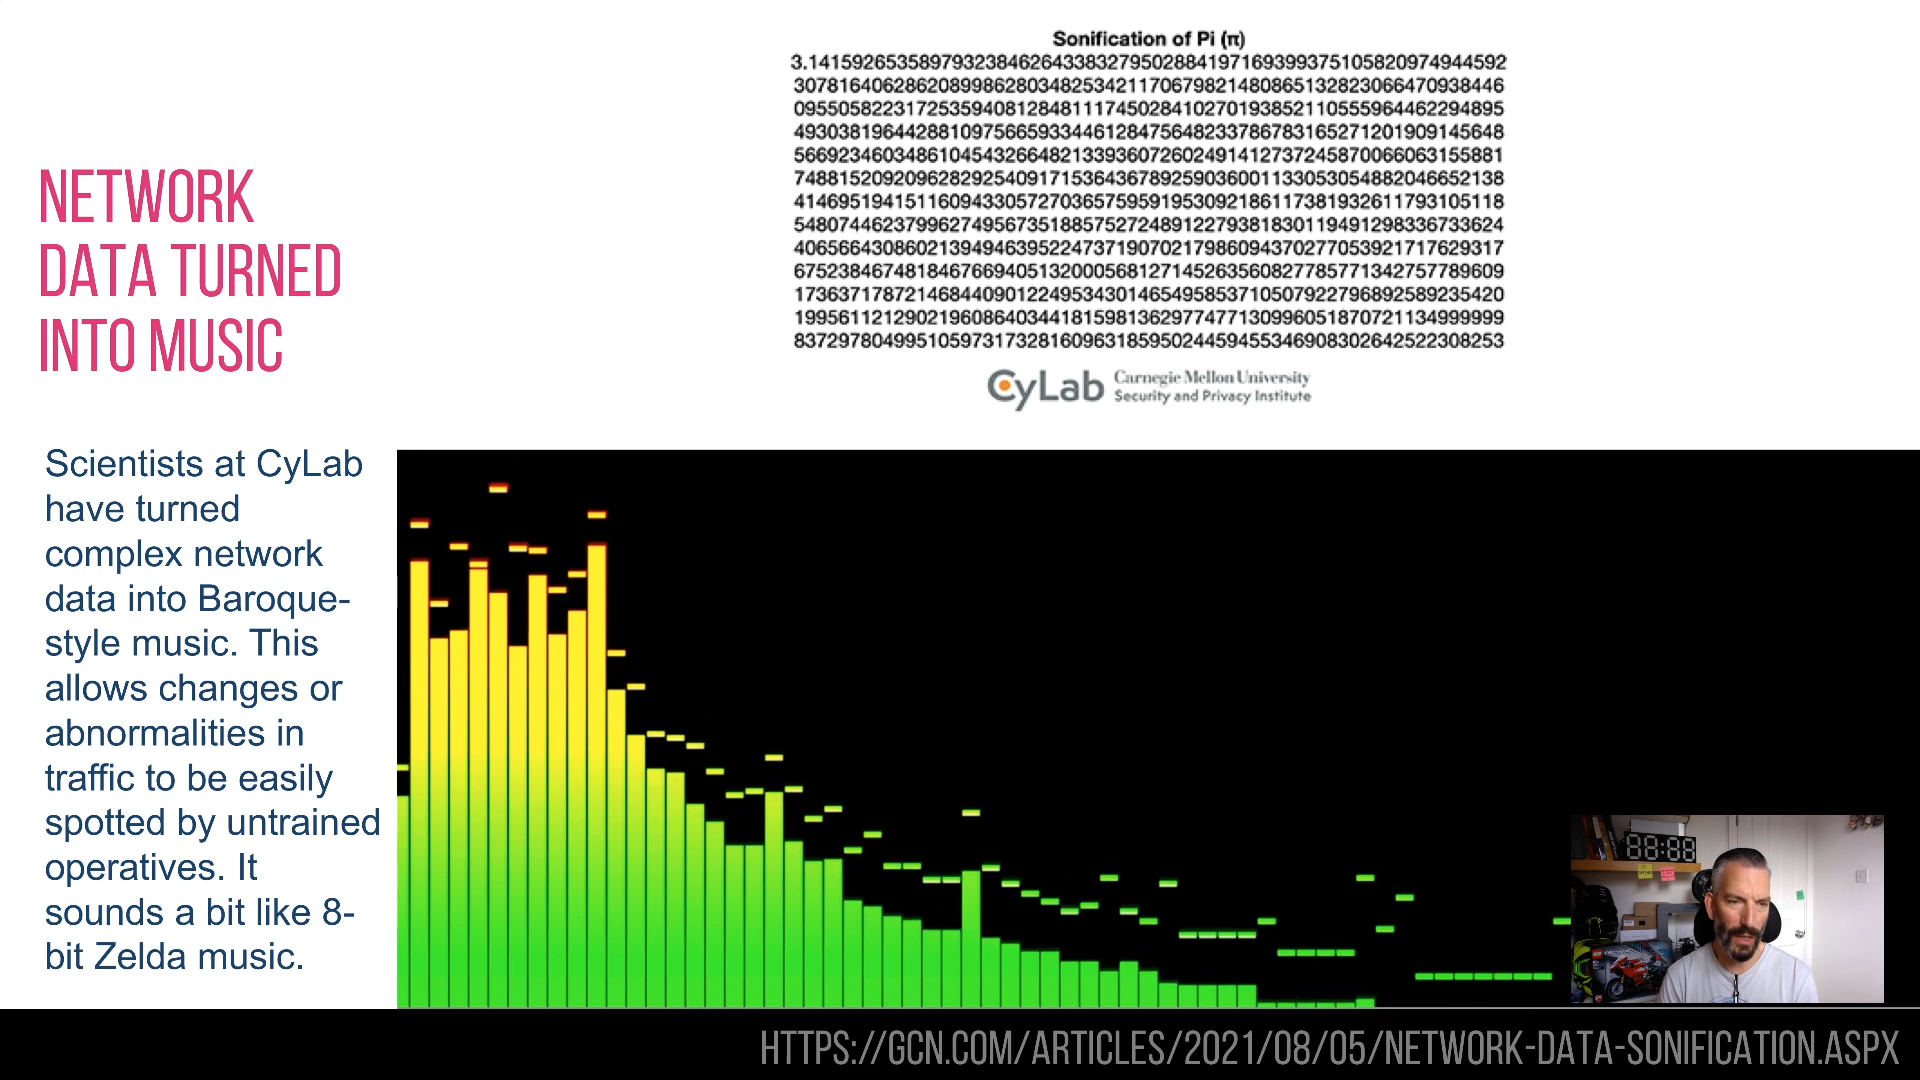 Sonification of Pi (π)
3.141592653589793238462643383279502884197169399375105820974944592
307816406286208998628034825342117067982148086513282306647093844​6
095505822317253594081284811174502841027019385211055596446229489​5
493038196442881097566593344612847564823378678316527120190914564​8
566923460348610454326648213393607260249141273724587006606315588​1
748815209209628292540917153643678925903600113305305488204665213​8
414695194151160943305727036575959195309218611738193261179310511​8
548074462379962749567351885752724891227938183011949129833673362​4
406566430860213949463952247371907021798609437027705392171762931​7
675238467481846766940513200056812714526356082778577134275778960​9
173637178721468440901224953430146549585371050792279689258923542​0
199561121290219608640344181598136297747713099605187072113499999​9
837297804995105973173281609631859502445945534690830264252230825​3
CyLab Carnegie Mellon University
Security and Privacy Institute
NETWORK
DATA TURNED
INTO MUSIC
Scientists at CyLab
have turned
complex network
data into Baroque-
style music. This
allows changes or
abnormalities in
traffic to be easily
spotted by untrained
operatives. It
sounds a bit like 8-
bit Zelda music.
HTTPS://GCN.COM/ARTICLES/2021/08/05/NETWORK-DATA-SONIFICATION.ASPX